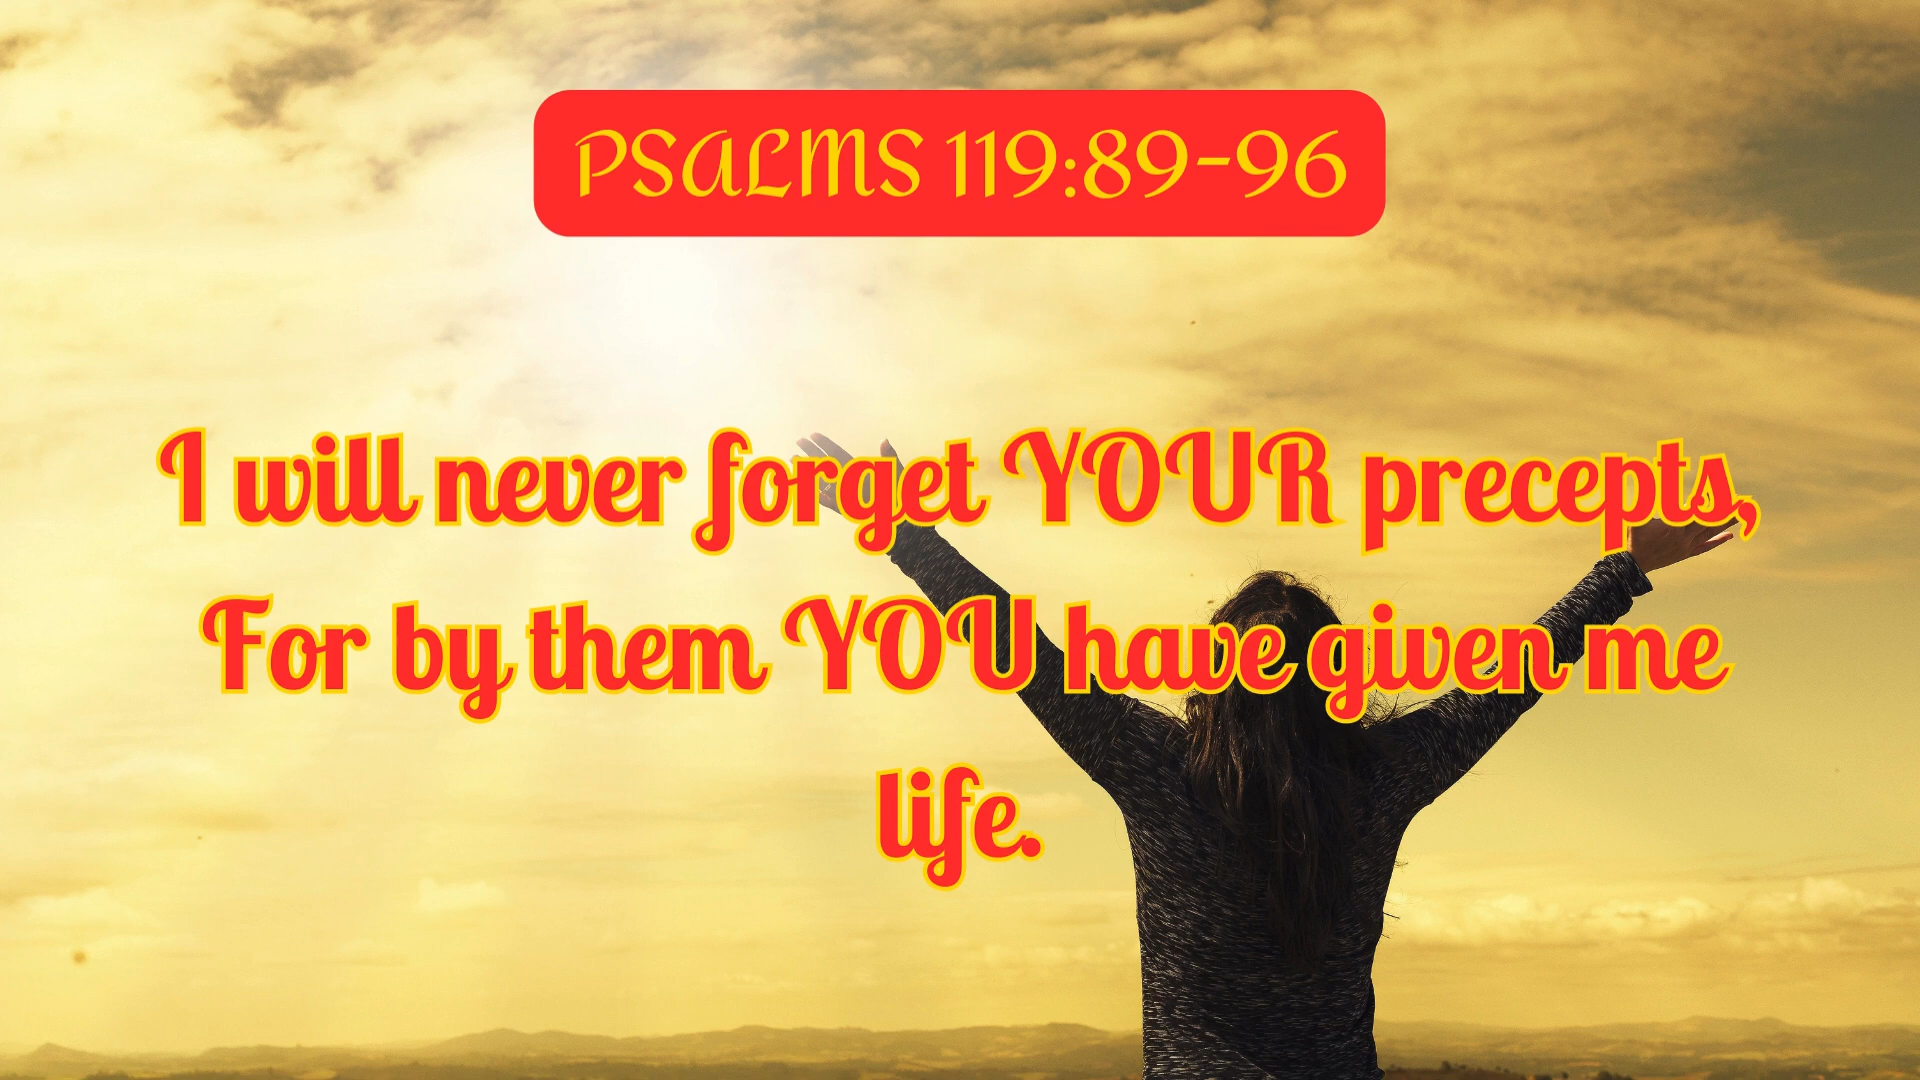 PSALMS 119:89-96
I will never forget YOUR precepts,
For by them YOU have given me
life.